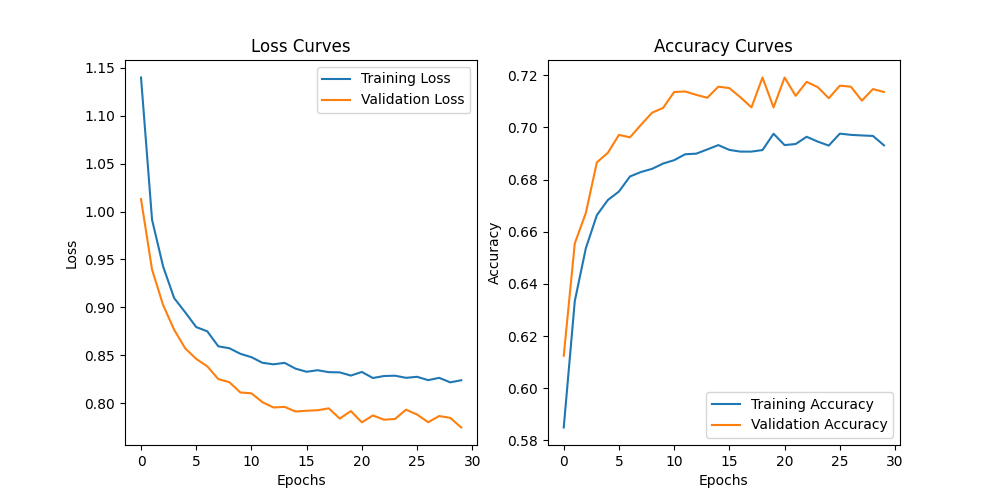 Loss Curves
Training Loss
Validation Loss
1.15
1.10
1.05
1.00
0.95
0.90
0.85
0.80
Loss
0 5 10 15 20 25 30
Epochs
Accuracy Curves
0.72
0.70
0.68
0.66
0.64
0.62
0.60
0.58
Accuracy
Training Accuracy
Validation Accuracy
0 5 10 15 20 25 30
Epochs